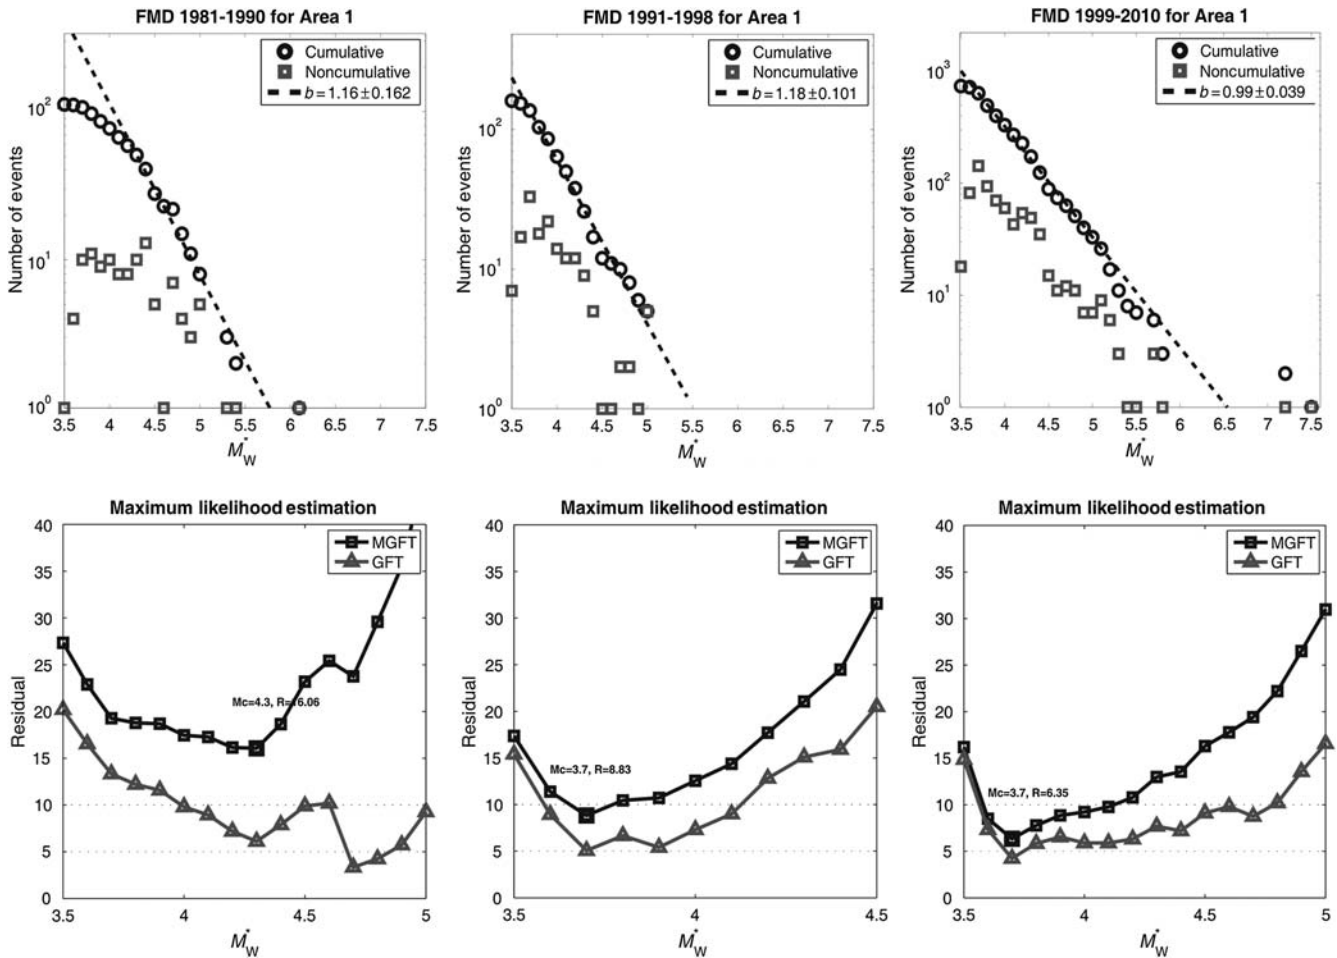 FMD 1981-1990 for Area 1
Cumulative
Noncumulative
b=1.16±0.162
Number of events
10²
10¹
10⁰
3.5 4 4.5 5 5.5 6 6.5 7 7.5
M*W
FMD 1991-1998 for Area 1
Cumulative
Noncumulative
b=1.18±0.101
Number of events
10²
10¹
10⁰
3.5 4 4.5 5 5.5 6 6.5 7 7.5
M*W
FMD 1999-2010 for Area 1
Cumulative
Noncumulative
b=0.99±0.039
Number of events
10³
10²
10¹
10⁰
3.5 4 4.5 5 5.5 6 6.5 7 7.5
M*W
Maximum likelihood estimation
MGFT
GFT
Residual
40
35
30
25
20
15
10
5
0
Mc=4.3, R=16.06
3.5 4 4.5 5
M*W
Maximum likelihood estimation
MGFT
GFT
Residual
40
35
30
25
20
15
10
5
0
Mc=3.7, R=8.83
3.5 4 4.5
M*W
Maximum likelihood estimation
MGFT
GFT
Residual
40
35
30
25
20
15
10
5
0
Mc=3.7, R=6.35
3.5 4 4.5 5
M*W